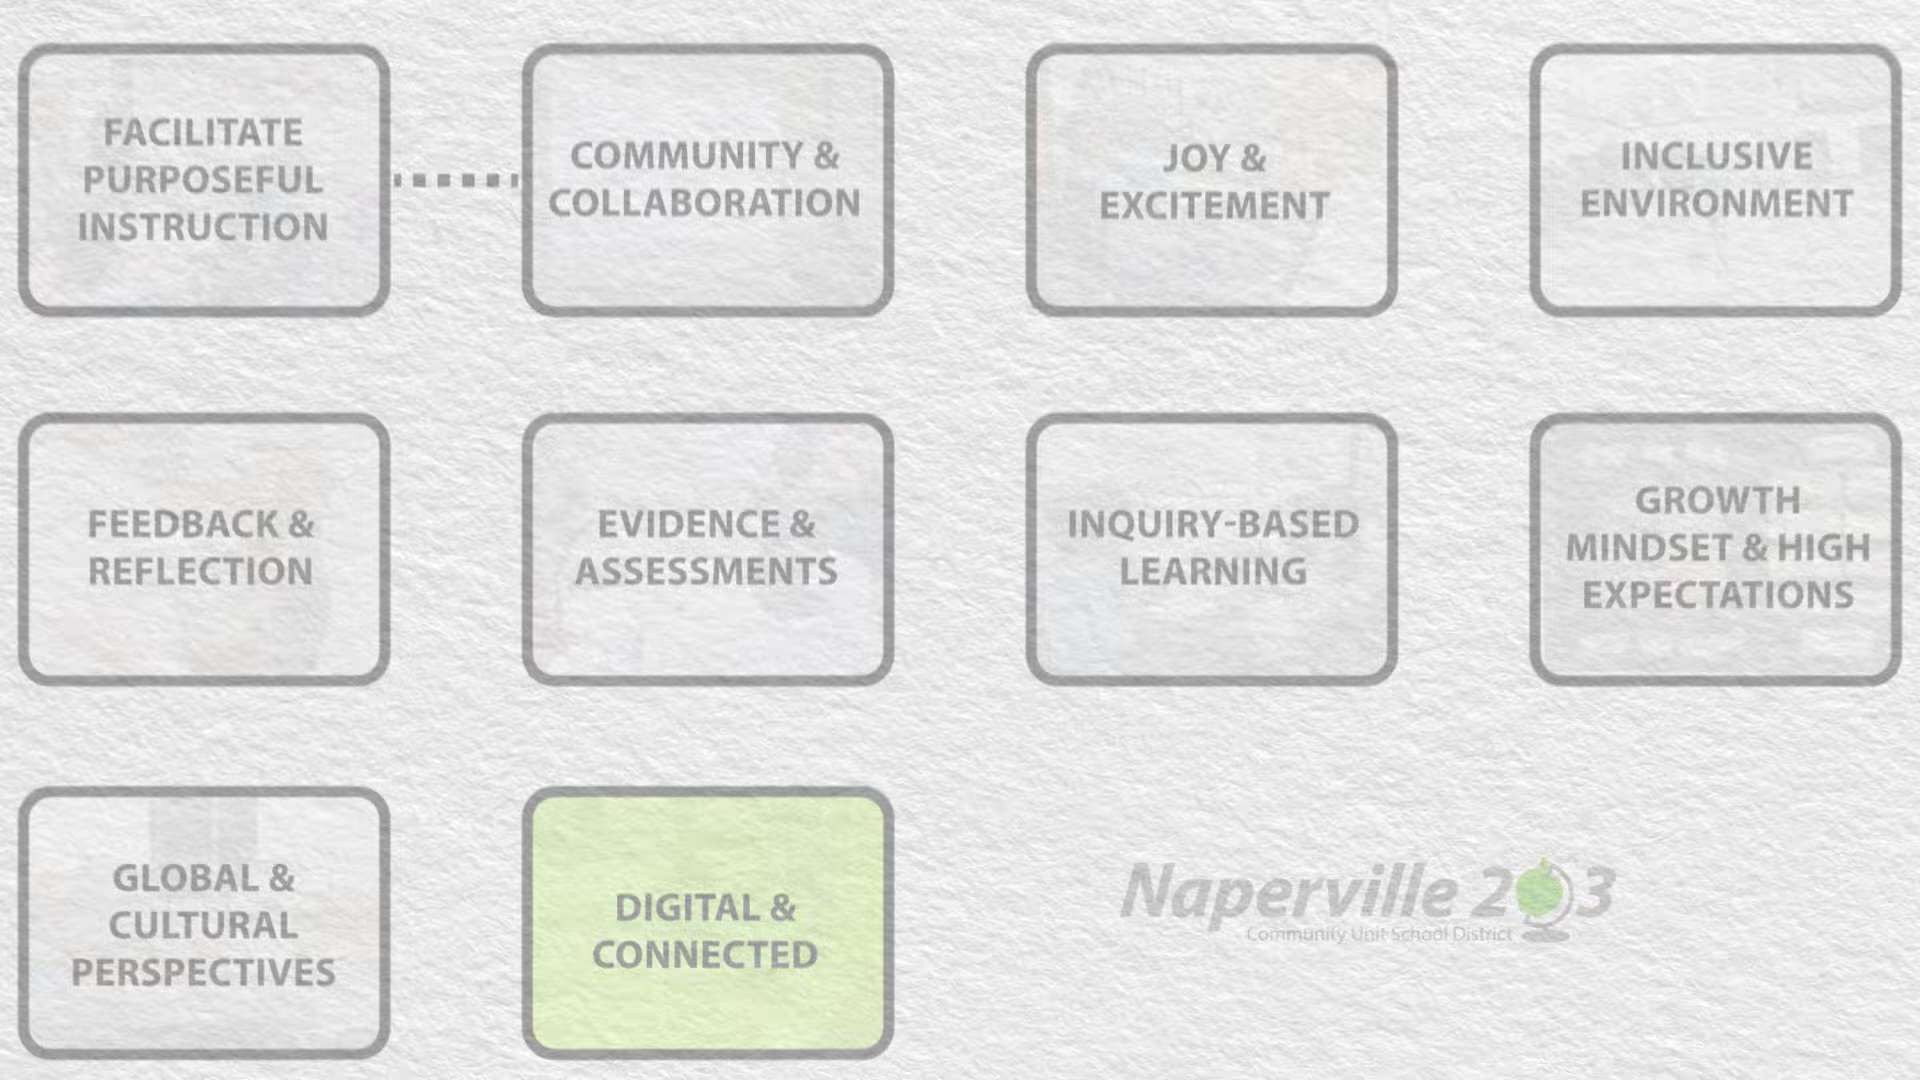 FACILITATE
PURPOSEFUL
INSTRUCTION
COMMUNITY &
COLLABORATION
JOY &
EXCITEMENT
INCLUSIVE
ENVIRONMENT
FEEDBACK &
REFLECTION
EVIDENCE &
ASSESSMENTS
INQUIRY-BASED
LEARNING
GROWTH
MINDSET & HIGH
EXPECTATIONS
GLOBAL &
CULTURAL
PERSPECTIVES
DIGITAL &
CONNECTED
Naperville 203
Community Unit School District